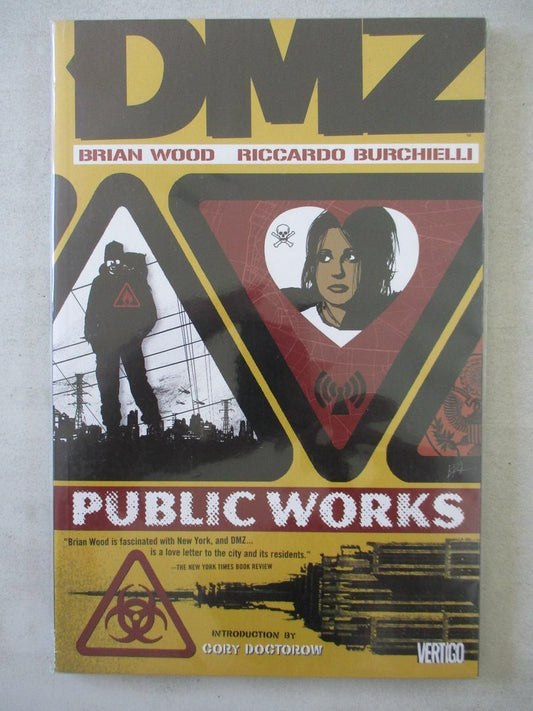 DMZ
BRIAN WOOD RICCARDO BURCHIELLI
PUBLIC WORKS
"Brian Wood is fascinated with New York, and DMZ...
is a love letter to the city and its residents."
—THE NEW YORK TIMES BOOK REVIEW
INTRODUCTION BY
CORY DOCTOROW
VERTIGO